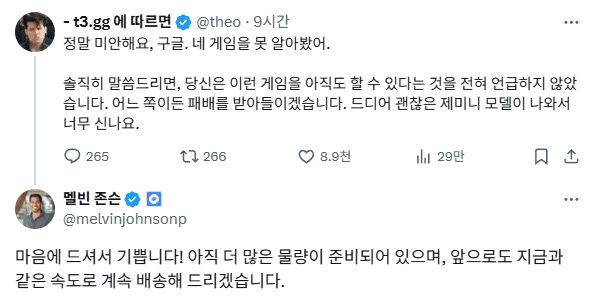 - t3.gg 에 따르면 @theo · 9시간
정말 미안해요, 구글. 네 게임을 못 알아봤어.
솔직히 말씀드리면, 당신은 이런 게임을 아직도 할 수 있다는 것을 전혀 언급하지 않았
습니다. 어느 쪽이든 패배를 받아들이겠습니다. 드디어 괜찮은 제미니 모델이 나와서
너무 신나요.
265 266 8.9천 29만
멜빈 존슨
@melvinjohnsonp
마음에 드셔서 기쁩니다! 아직 더 많은 물량이 준비되어 있으며, 앞으로도 지금과
같은 속도로 계속 배송해 드리겠습니다.